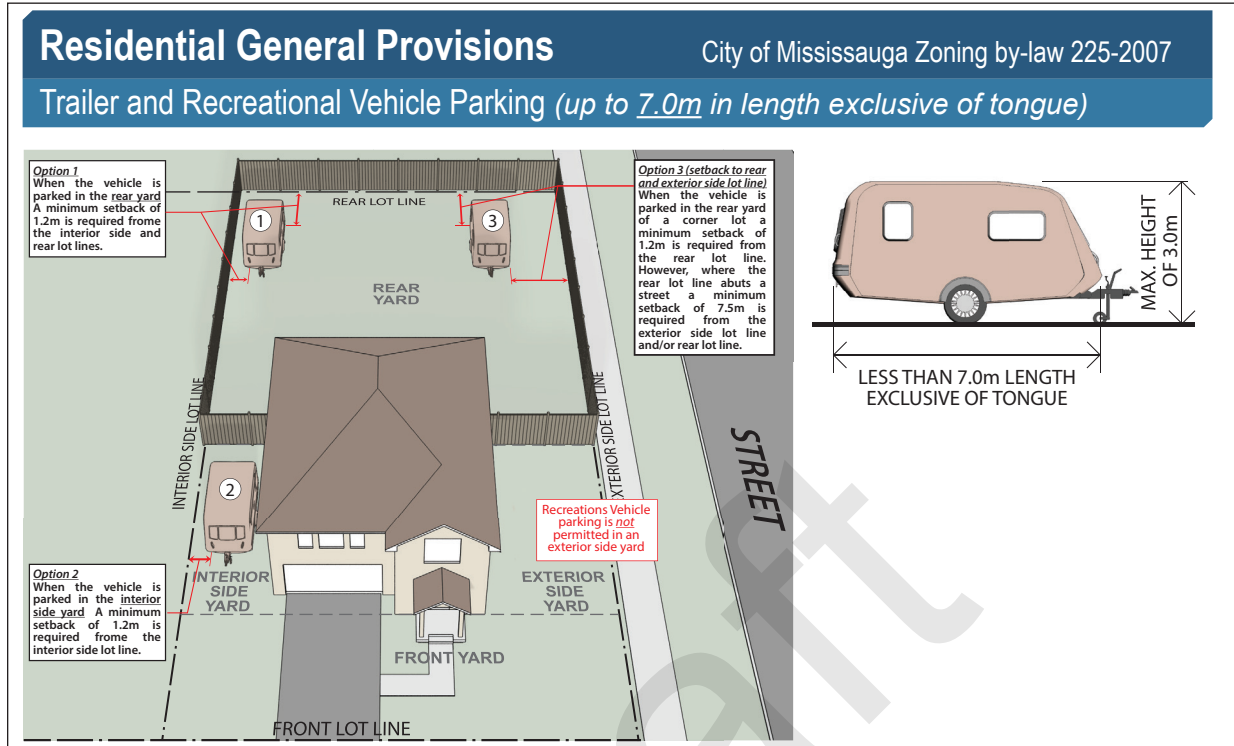 Residential General Provisions
City of Mississauga Zoning by-law 225-2007
Trailer and Recreational Vehicle Parking (up to 7.0m in length exclusive of tongue)
Option 1
When the vehicle is
parked in the rear yard
A minimum setback of
1.2m is required frome
the interior side and
rear lot lines.
REAR LOT LINE
1
3
Option 3 (setback to rear
and exterior side lot line)
When the vehicle is
parked in the rear yard
of a corner lot a
minimum setback of
1.2m is required from
the rear lot line.
However, where the
rear lot line abuts a
street a minimum
setback of 7.5m is
required from the
exterior side lot line
and/or rear lot line.
REAR
YARD
MAX. HEIGHT
OF 3.0m
LESS THAN 7.0m LENGTH
EXCLUSIVE OF TONGUE
INTERIOR SIDE LOT LINE
EXTERIOR SIDE LOT LINE
STREET
2
Recreations Vehicle
parking is not
permitted in an
exterior side yard
Option 2
When the vehicle is
parked in the interior
side yard A minimum
setback of 1.2m is
required frome the
interior side lot line.
INTERIOR
SIDE
YARD
EXTERIOR
SIDE
YARD
FRONT YARD
FRONT LOT LINE